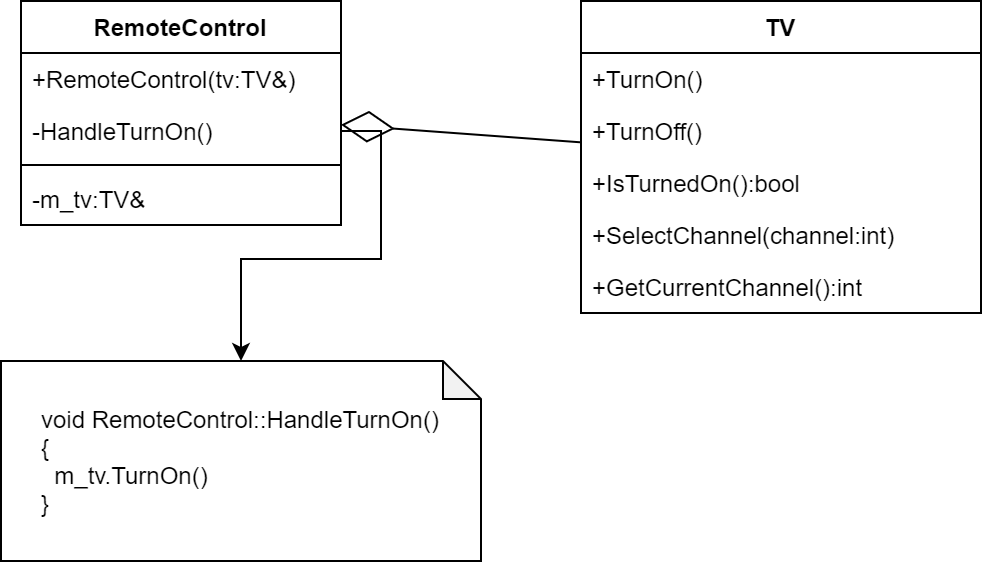 RemoteControl
+RemoteControl(tv:TV&)
-HandleTurnOn()
-m_tv:TV&
TV
+TurnOn()
+TurnOff()
+IsTurnedOn():bool
+SelectChannel(channel:int)
+GetCurrentChannel():int
void RemoteControl::HandleTurnOn()
{
  m_tv.TurnOn()
}